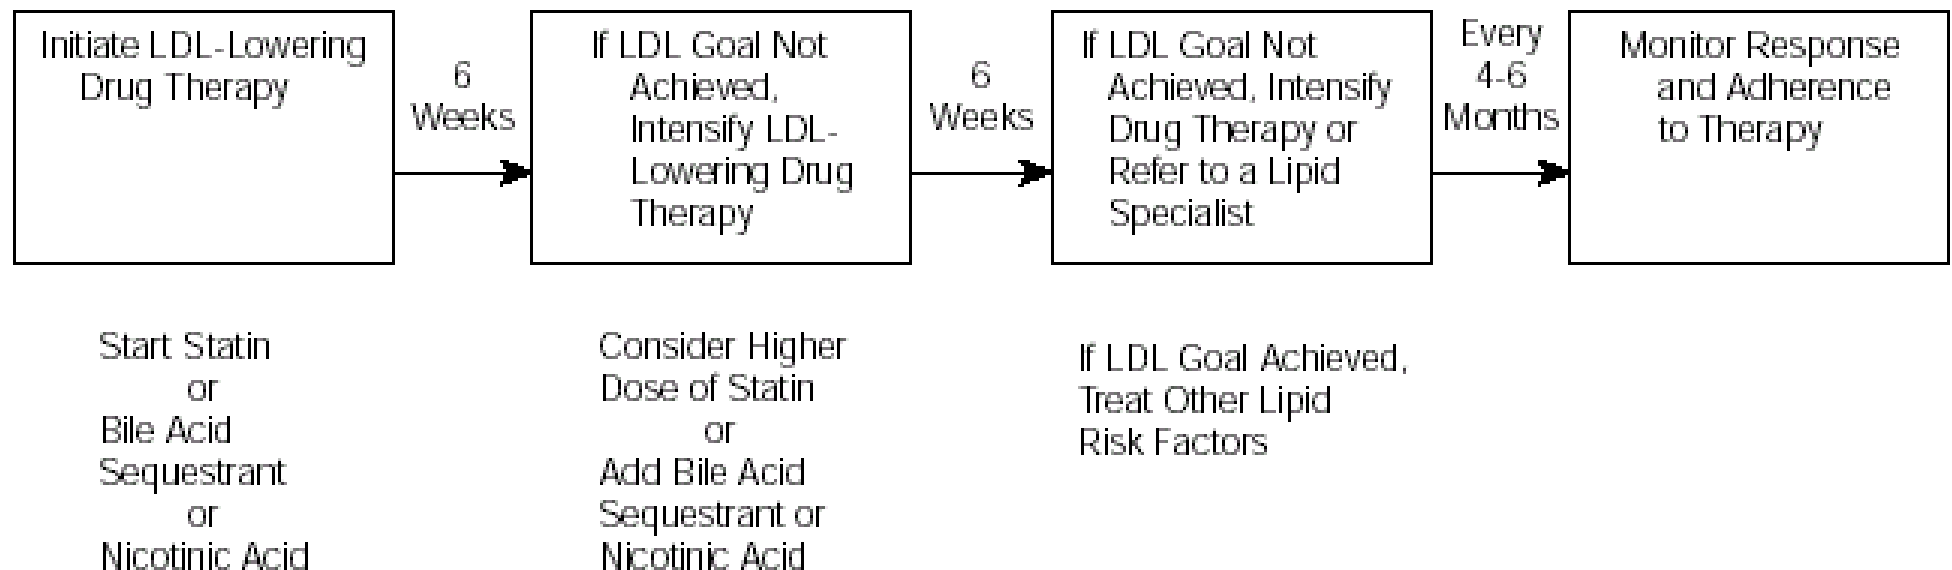 Initiate LDL-Lowering
Drug Therapy
6
Weeks
If LDL Goal Not
Achieved,
Intensify LDL-
Lowering Drug
Therapy
6
Weeks
If LDL Goal Not
Achieved, Intensify
Drug Therapy or
Refer to a Lipid
Specialist
Every
4-6
Months
Monitor Response
and Adherence
to Therapy
Start Statin
or
Bile Acid
Sequestrant
or
Nicotinic Acid
Consider Higher
Dose of Statin
or
Add Bile Acid
Sequestrant or
Nicotinic Acid
If LDL Goal Achieved,
Treat Other Lipid
Risk Factors